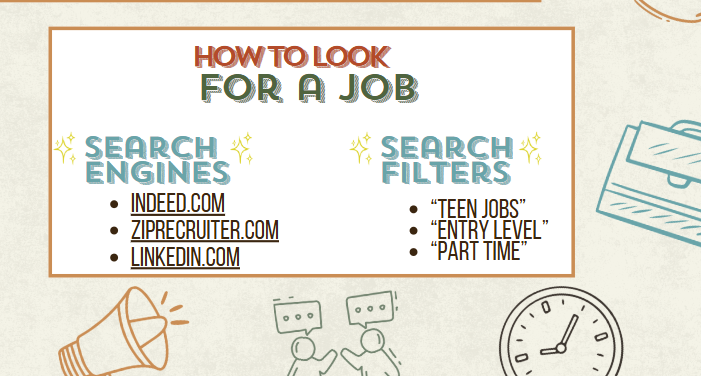 HOW TO LOOK
FOR A JOB
SEARCH
ENGINES
INDEED.COM
ZIPRECRUITER.COM
LINKEDIN.COM
SEARCH
FILTERS
"TEEN JOBS"
"ENTRY LEVEL"
"PART TIME"